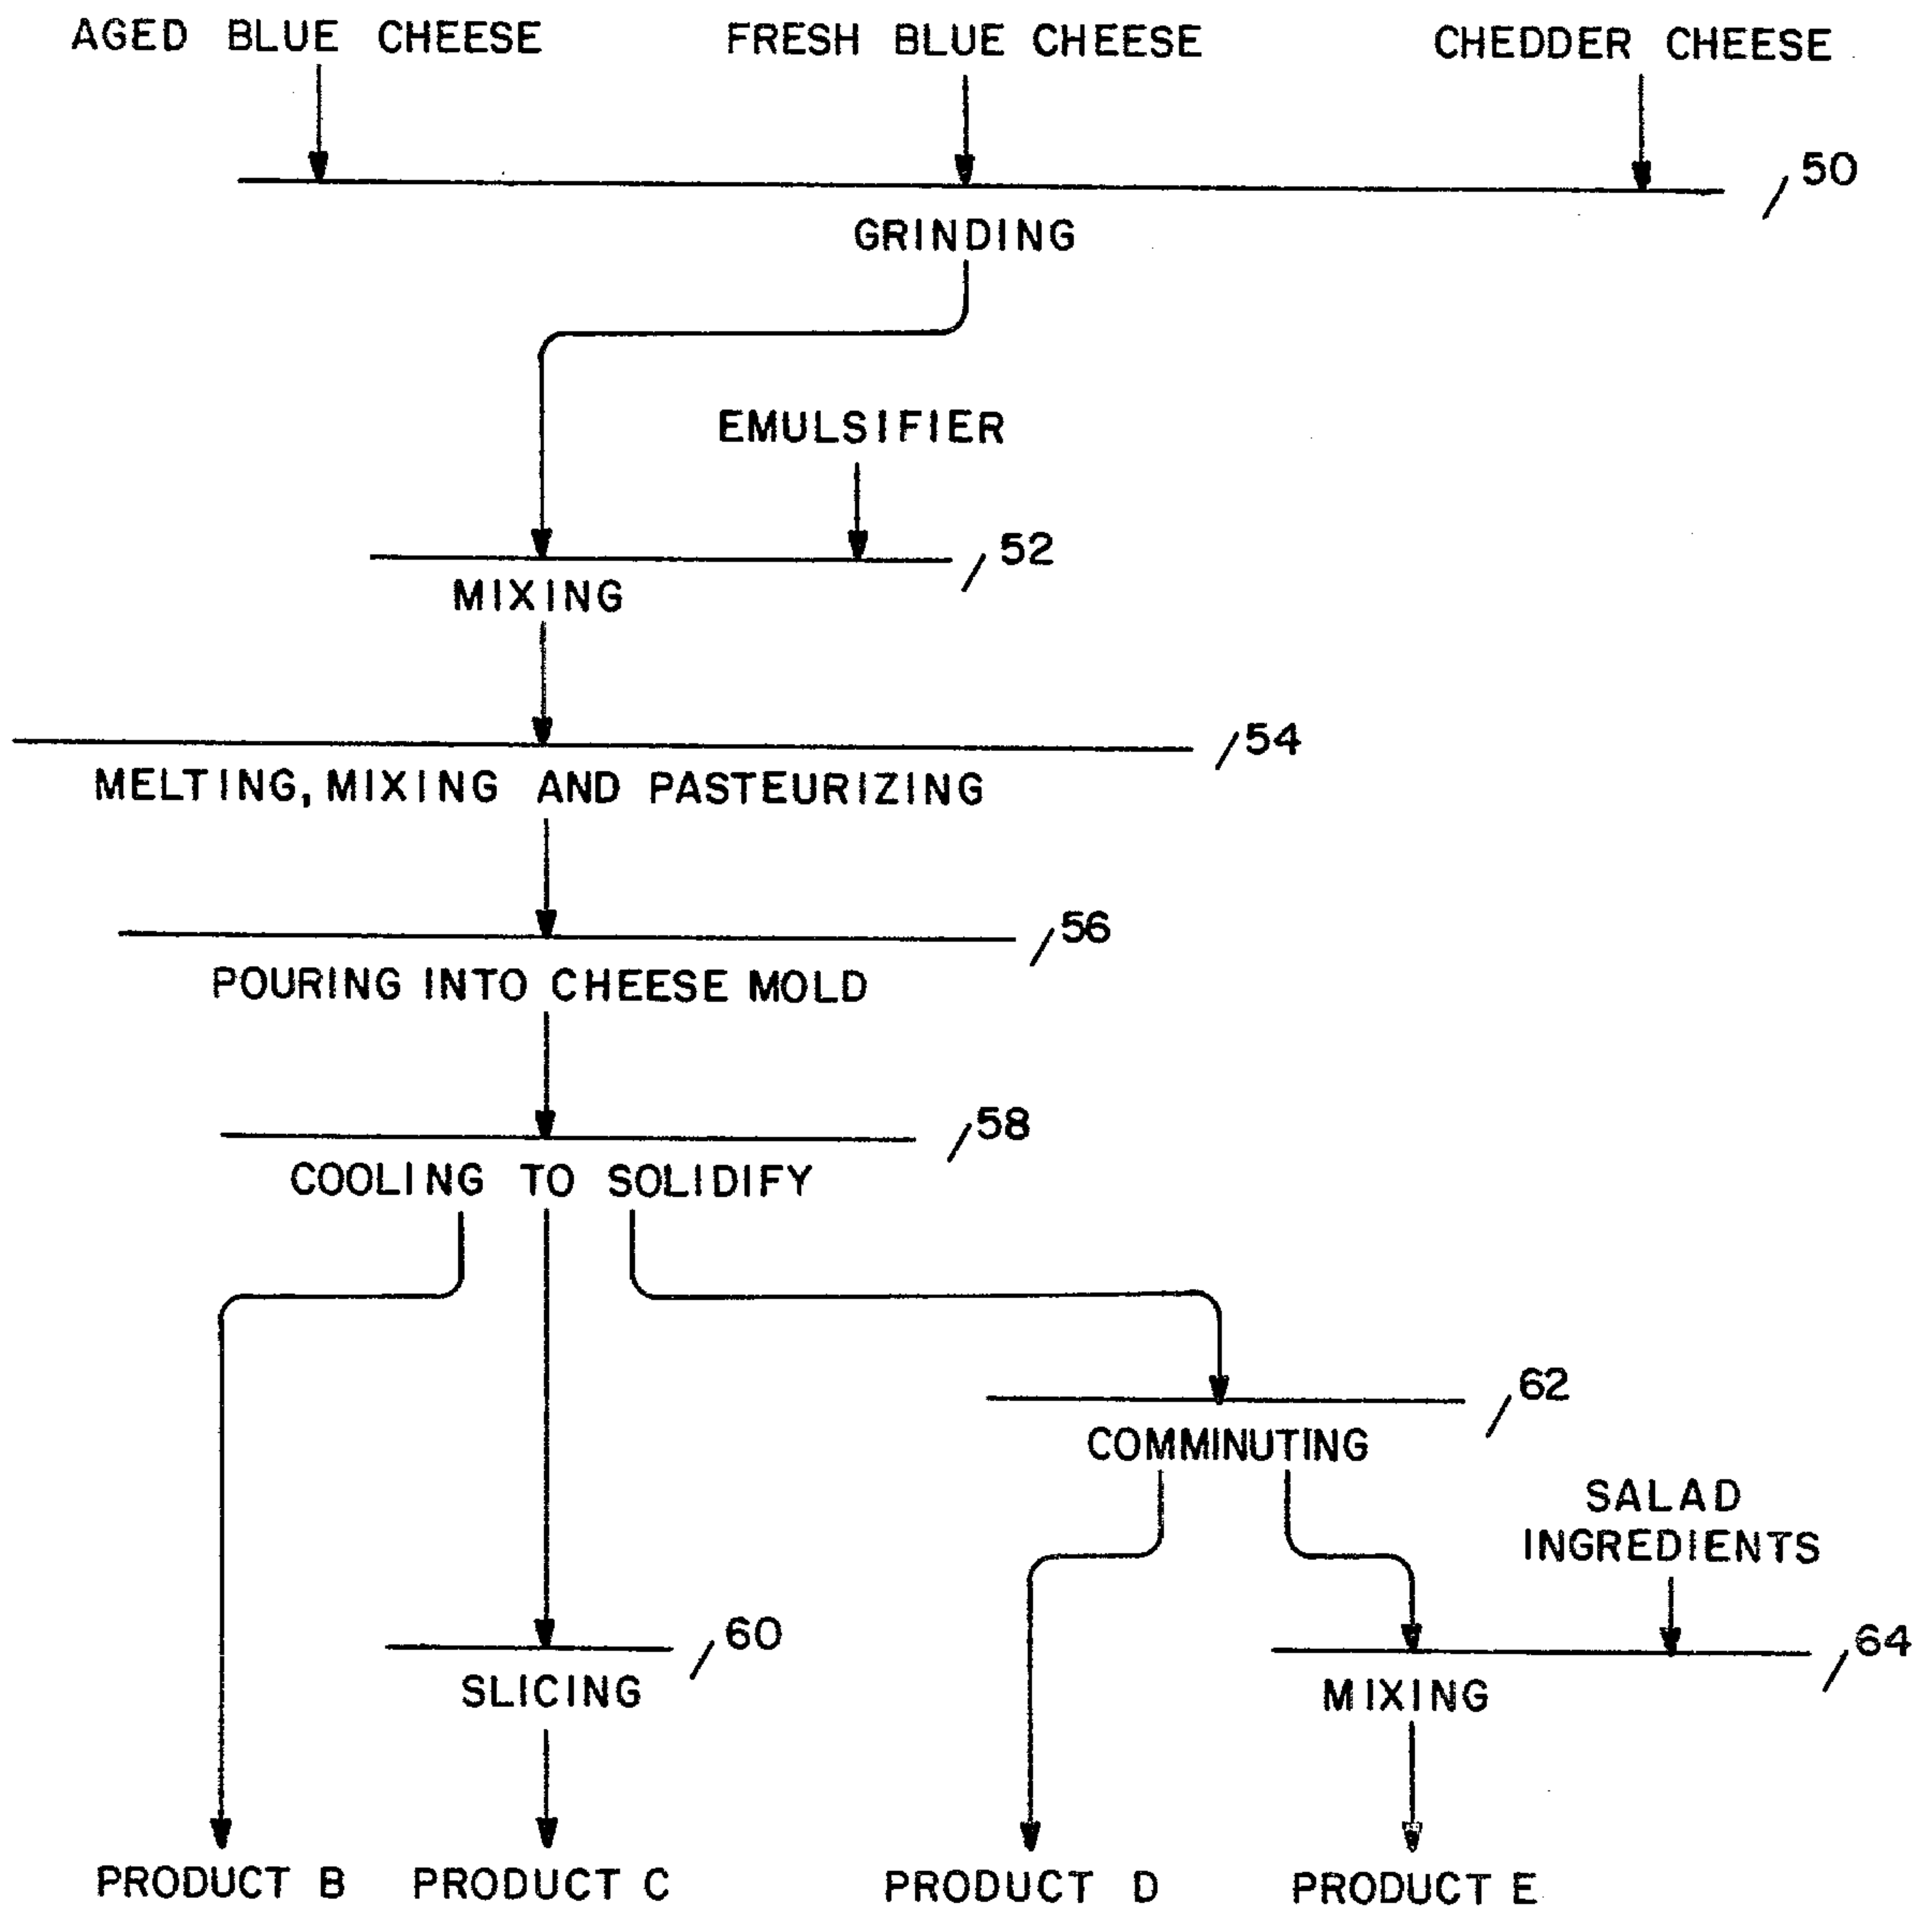 AGED BLUE CHEESE
FRESH BLUE CHEESE
CHEDDER CHEESE
50
GRINDING
EMULSIFIER
52
MIXING
54
MELTING, MIXING AND PASTEURIZING
56
POURING INTO CHEESE MOLD
58
COOLING TO SOLIDIFY
62
COMMINUTING
SALAD
INGREDIENTS
60
64
SLICING
MIXING
PRODUCT B
PRODUCT C
PRODUCT D
PRODUCT E